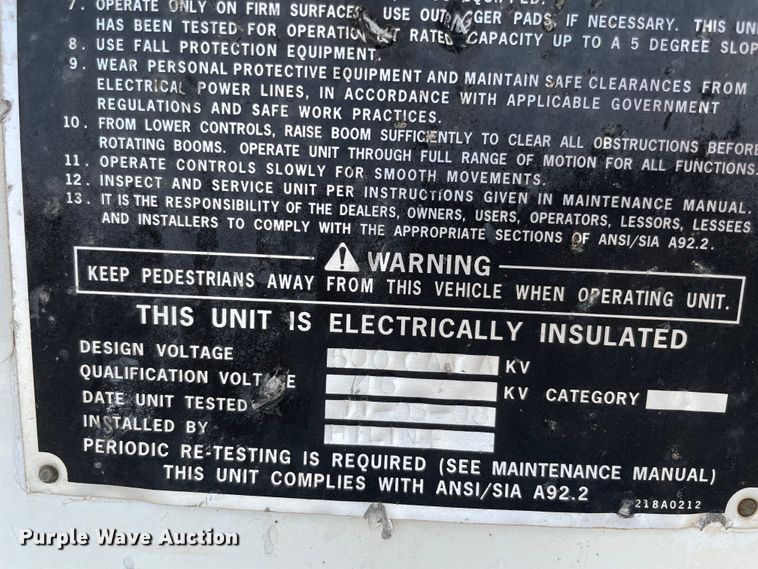 7. OPERATE ONLY ON FIRM SURFACES. USE OUTRIGGER PADS, IF NECESSARY. THIS UNI
HAS BEEN TESTED FOR OPERATION AT RATED CAPACITY UP TO A 5 DEGREE SLOP
8. USE FALL PROTECTION EQUIPMENT.
9. WEAR PERSONAL PROTECTIVE EQUIPMENT AND MAINTAIN SAFE CLEARANCES FROM
ELECTRICAL POWER LINES, IN ACCORDANCE WITH APPLICABLE GOVERNMENT
REGULATIONS AND SAFE WORK PRACTICES.
10. FROM LOWER CONTROLS, RAISE BOOM SUFFICIENTLY TO CLEAR ALL OBSTRUCTIONS BEFORE
ROTATING BOOMS. OPERATE UNIT THROUGH FULL RANGE OF MOTION FOR ALL FUNCTIONS.
11. OPERATE CONTROLS SLOWLY FOR SMOOTH MOVEMENTS.
12. INSPECT AND SERVICE UNIT PER INSTRUCTIONS GIVEN IN MAINTENANCE MANUAL.
13. IT IS THE RESPONSIBILITY OF THE DEALERS, OWNERS, USERS, OPERATORS, LESSORS, LESSEES
AND INSTALLERS TO COMPLY WITH THE APPROPRIATE SECTIONS OF ANSI/SIA A92.2.
WARNING
KEEP PEDESTRIANS AWAY FROM THIS VEHICLE WHEN OPERATING UNIT.
THIS UNIT IS ELECTRICALLY INSULATED
DESIGN VOLTAGE KV
QUALIFICATION VOLTAGE 46 KV CATEGORY
DATE UNIT TESTED
INSTALLED BY
PERIODIC RE-TESTING IS REQUIRED (SEE MAINTENANCE MANUAL)
THIS UNIT COMPLIES WITH ANSI/SIA A92.2
218A0212
Purple Wave Auction